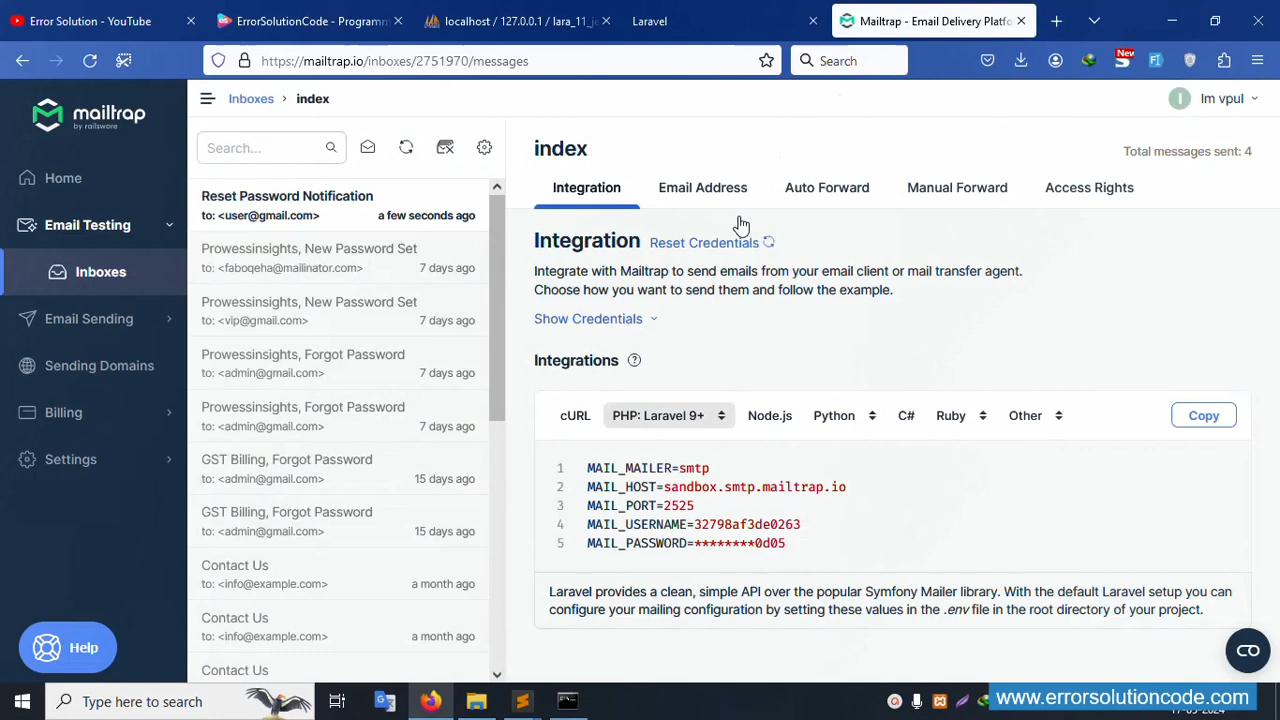 Error Solution - YouTube
ErrorSolutionCode - Programm
localhost / 127.0.0.1 / lara_11_je
Laravel
Mailtrap - Email Delivery Platfo
https://mailtrap.io/inboxes/2751970/messages
Search
New
mailtrap
by railsware
Inboxes > index
Im vpul
Home
Email Testing
Inboxes
Email Sending
Sending Domains
Billing
Settings
Help
Search...
Reset Password Notification
to: <user@gmail.com> a few seconds ago
Prowessinsights, New Password Set
to: <faboqeha@mailinator.com> 7 days ago
Prowessinsights, New Password Set
to: <vip@gmail.com> 7 days ago
Prowessinsights, Forgot Password
to: <admin@gmail.com> 7 days ago
Prowessinsights, Forgot Password
to: <admin@gmail.com> 7 days ago
GST Billing, Forgot Password
to: <admin@gmail.com> 15 days ago
GST Billing, Forgot Password
to: <admin@gmail.com> 15 days ago
Contact Us
to: <info@example.com> a month ago
Contact Us
to: <info@example.com> a month ago
Contact Us
index
Total messages sent: 4
Integration Email Address Auto Forward Manual Forward Access Rights
Integration Reset Credentials
Integrate with Mailtrap to send emails from your email client or mail transfer agent.
Choose how you want to send them and follow the example.
Show Credentials
Integrations ?
cURL PHP: Laravel 9+ Node.js Python C# Ruby Other Copy
1 MAIL_MAILER=smtp
2 MAIL_HOST=sandbox.smtp.mailtrap.io
3 MAIL_PORT=2525
4 MAIL_USERNAME=32798af3de0263
5 MAIL_PASSWORD=********0d05
Laravel provides a clean, simple API over the popular Symfony Mailer library. With the default Laravel setup you can
configure your mailing configuration by setting these values in the .env file in the root directory of your project.
Type here to search
www.errorsolutioncode.com